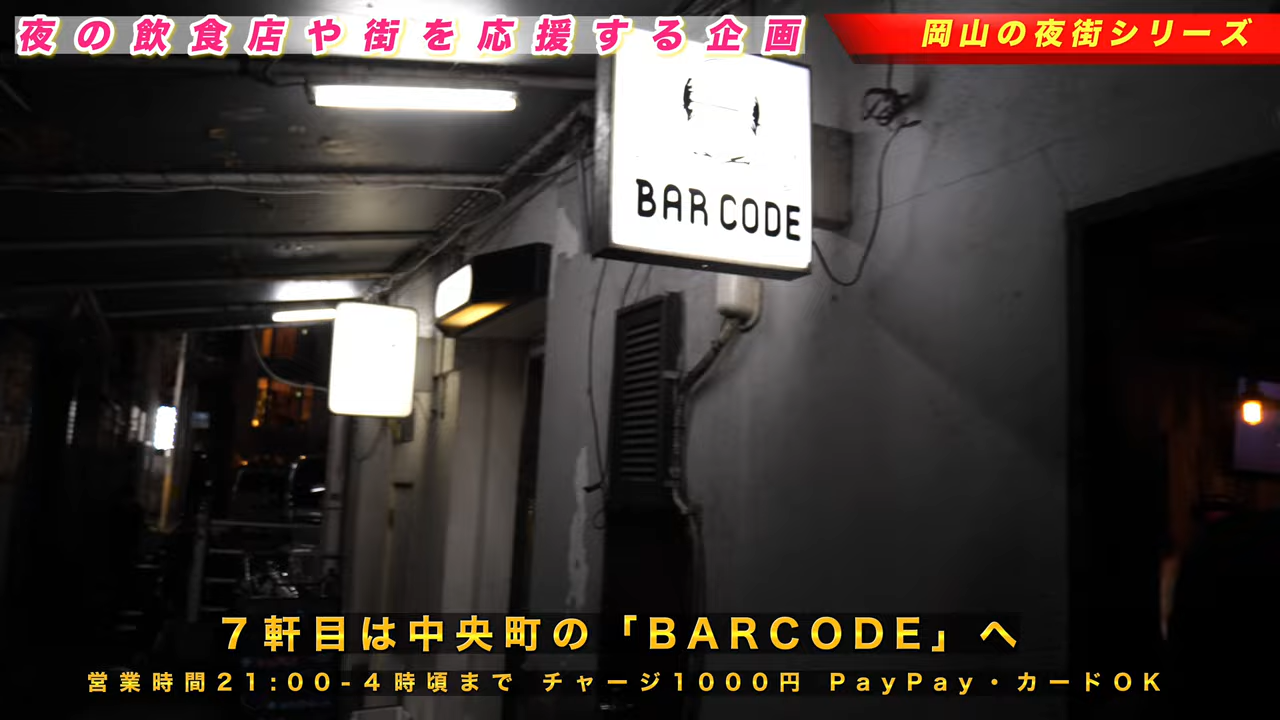 夜の飲食店や街を応援する企画
岡山の夜街シリーズ
BAR CODE
7軒目は中央町の「BARCODE」へ
営業時間21:00-4時頃まで チャージ1000円 PayPay・カードOK